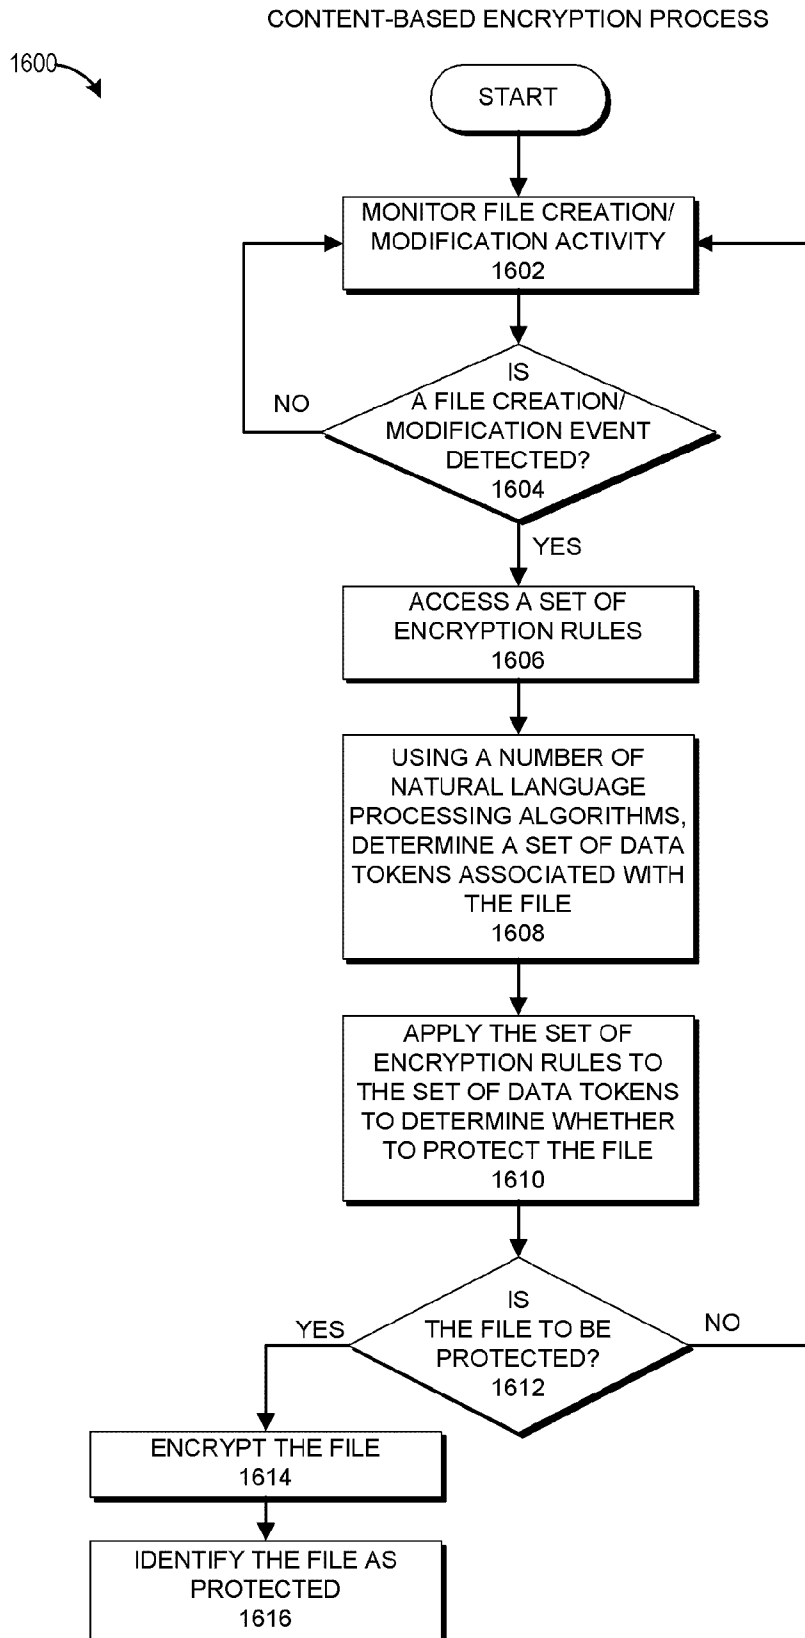 CONTENT-BASED ENCRYPTION PROCESS
1600
START
MONITOR FILE CREATION/
MODIFICATION ACTIVITY
1602
IS
A FILE CREATION/
MODIFICATION EVENT
DETECTED?
1604
NO
YES
ACCESS A SET OF
ENCRYPTION RULES
1606
USING A NUMBER OF
NATURAL LANGUAGE
PROCESSING ALGORITHMS,
DETERMINE A SET OF DATA
TOKENS ASSOCIATED WITH
THE FILE
1608
APPLY THE SET OF
ENCRYPTION RULES TO
THE SET OF DATA TOKENS
TO DETERMINE WHETHER
TO PROTECT THE FILE
1610
IS
THE FILE TO BE
PROTECTED?
1612
YES
NO
ENCRYPT THE FILE
1614
IDENTIFY THE FILE AS
PROTECTED
1616